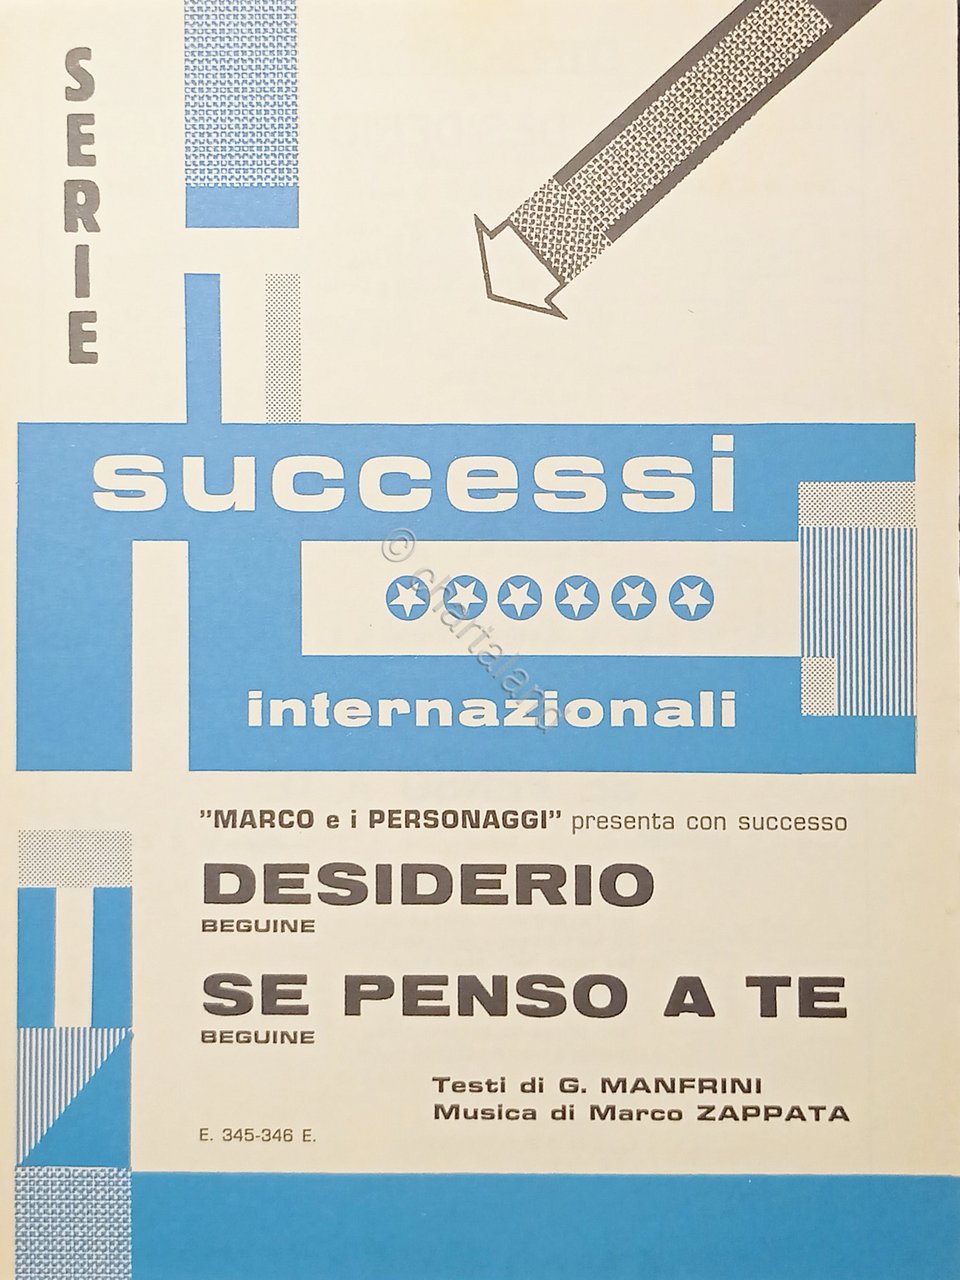 SERIE
successi
internazionali
© chartaland
"MARCO e i PERSONAGGI" presenta con successo
DESIDERIO
BEGUINE
SE PENSO A TE
BEGUINE
Testi di G. MANFRINI
Musica di Marco ZAPPATA
E. 345-346 E.